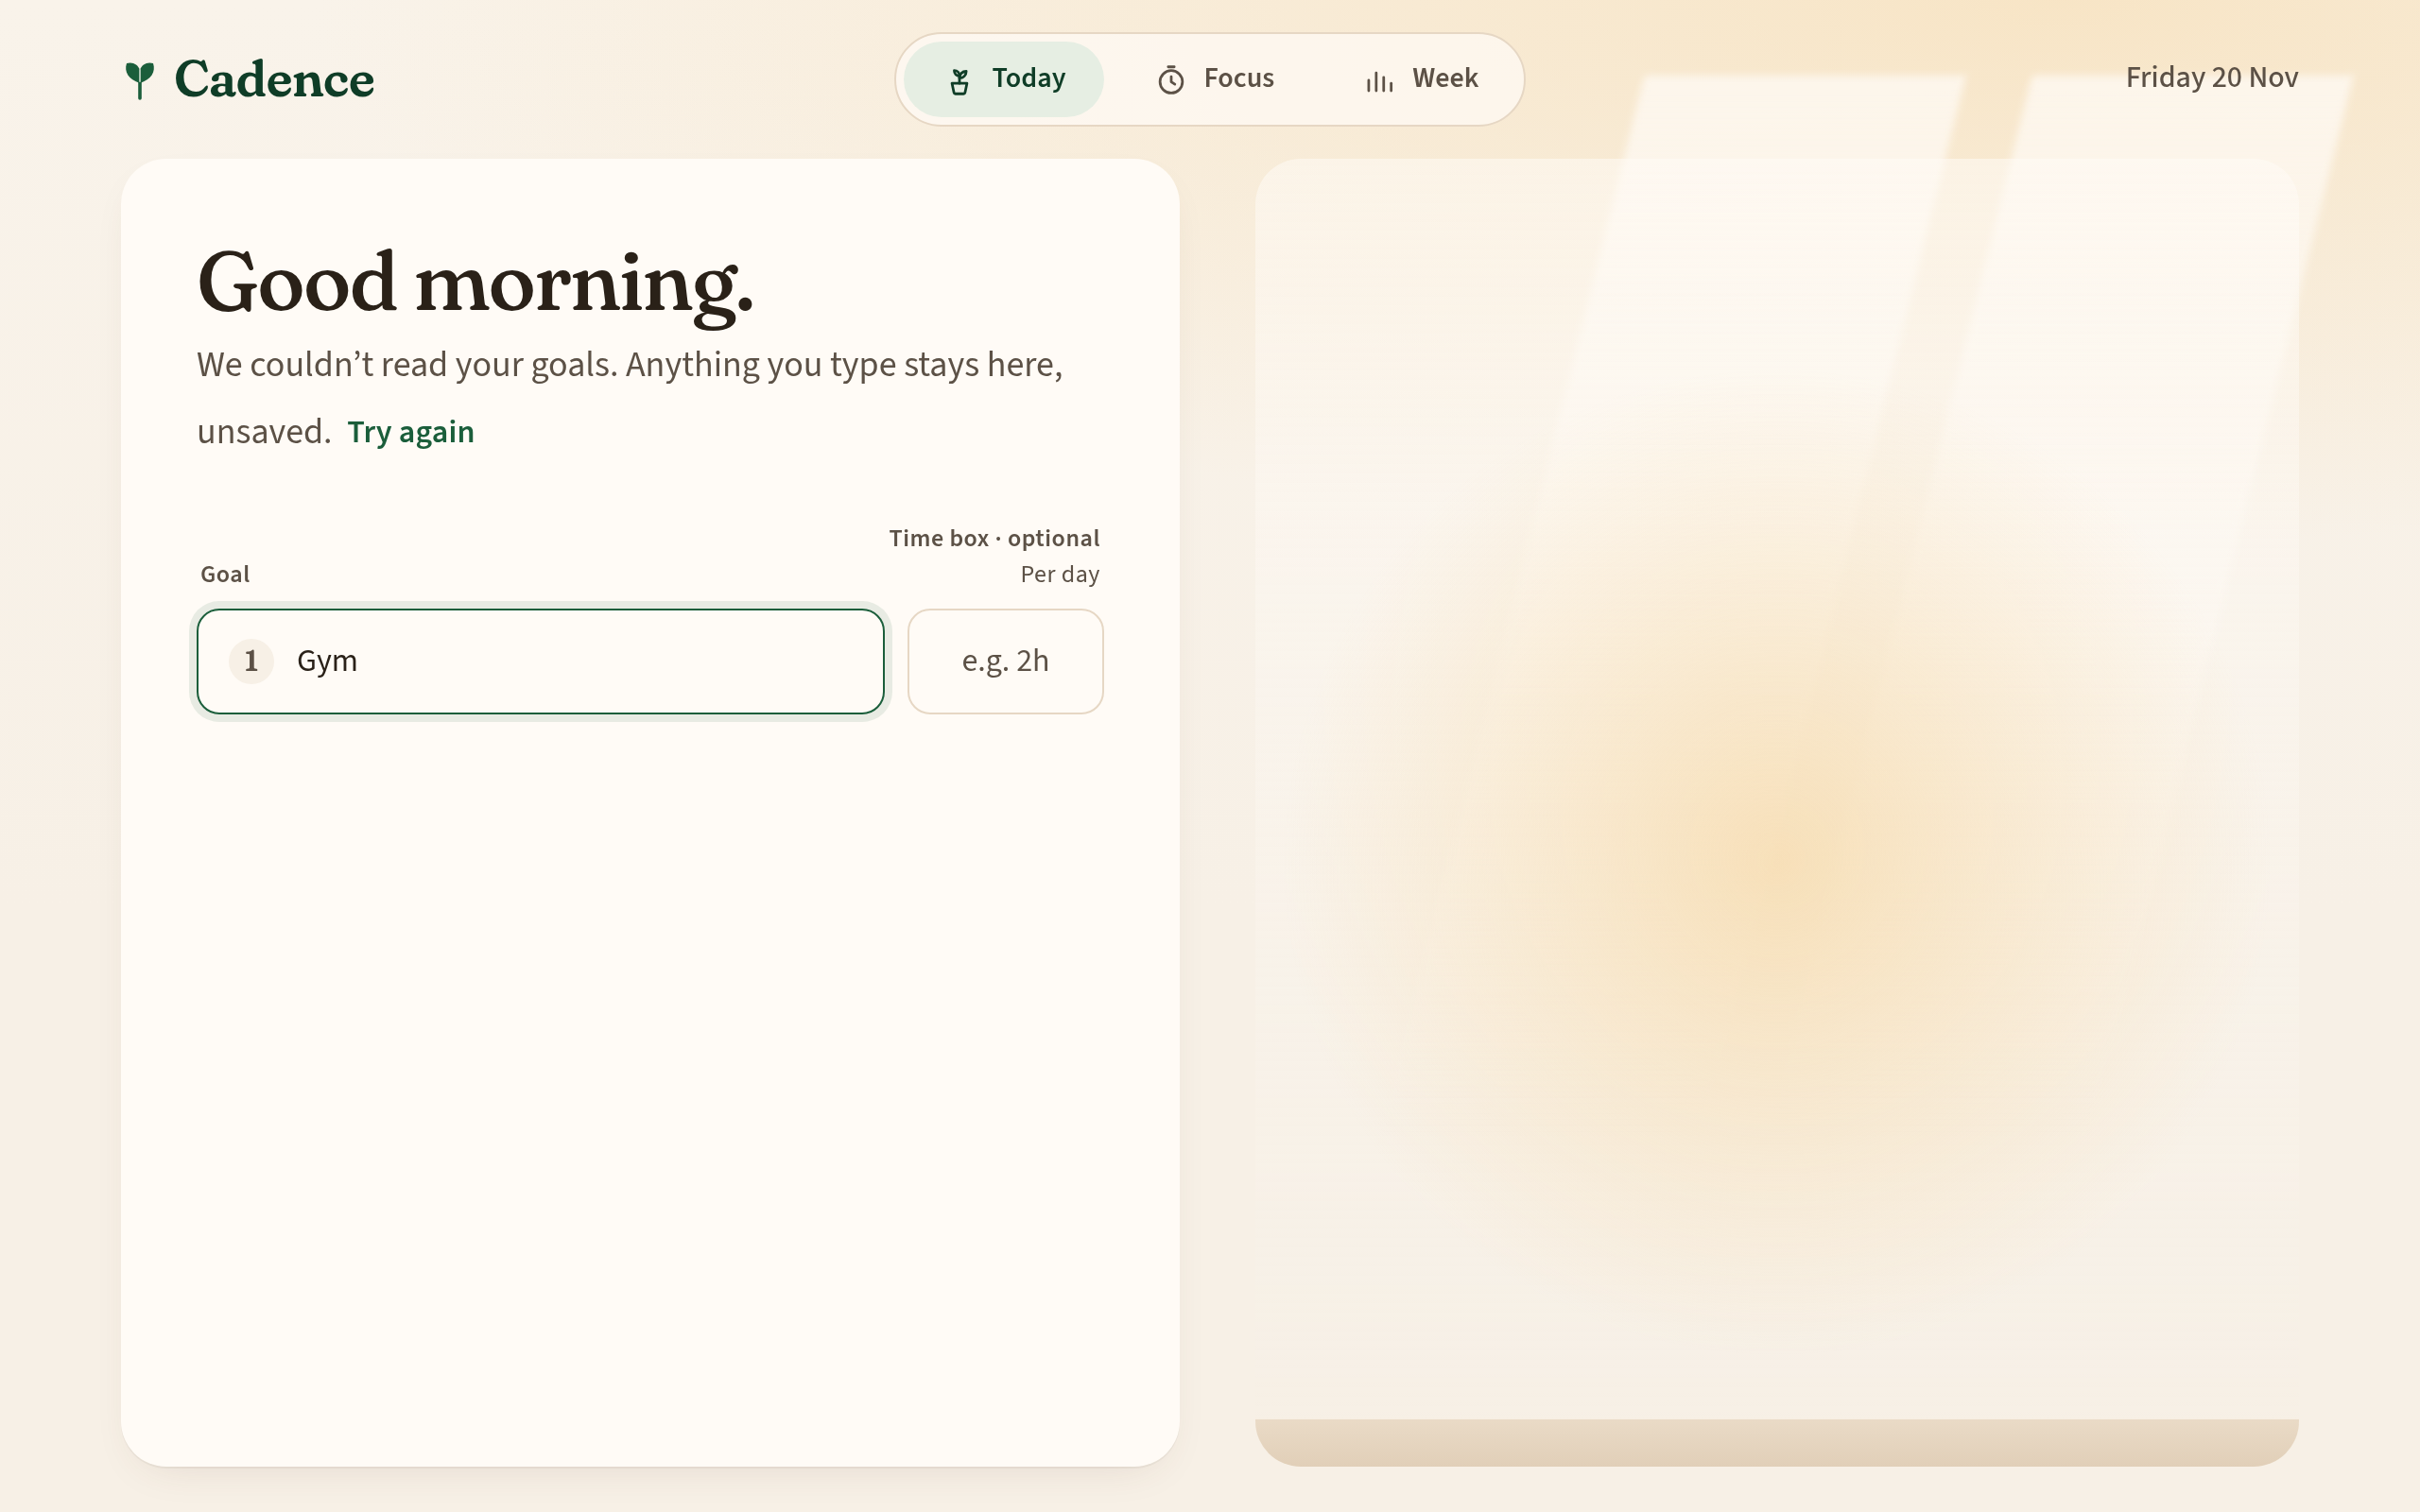 Cadence
Today
Focus
Week
Friday 20 Nov
Good morning.
We couldn’t read your goals. Anything you type stays here,
unsaved. Try again
Time box · optional
Goal
Per day
1 Gym
e.g. 2h